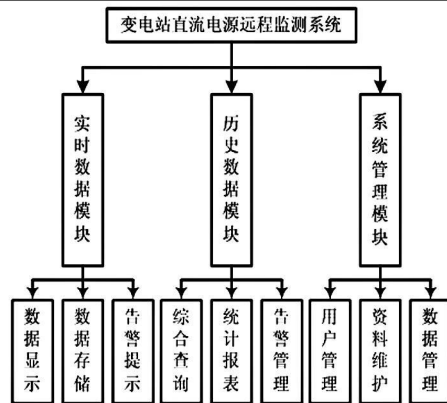 变电站直流电源远程监测系统
实时数据模块
历史数据模块
系统管理模块
数据显示
数据存储
告警提示
综合查询
统计报表
告警管理
用户管理
资料维护
数据管理